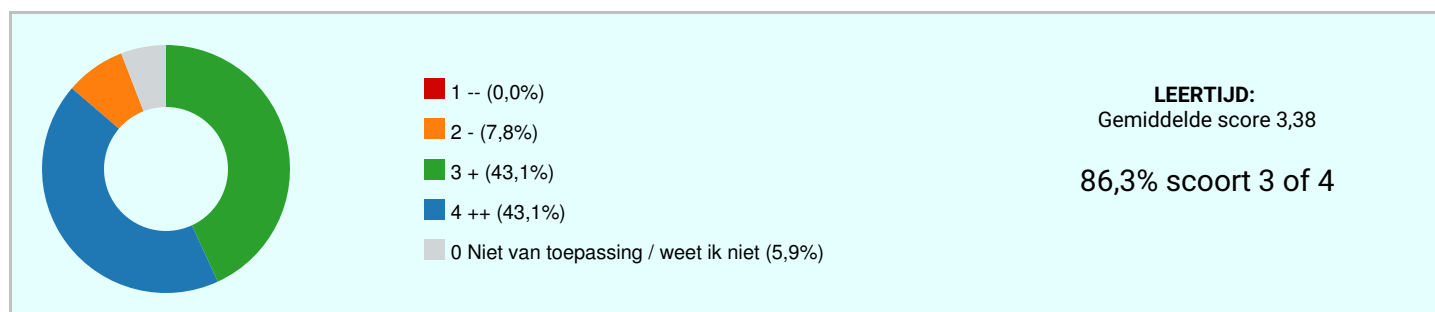 1 -- (0,0%)
2 - (7,8%)
3 + (43,1%)
4 ++ (43,1%)
0 Niet van toepassing / weet ik niet (5,9%)
LEERTIJD:
Gemiddelde score 3,38
86,3% scoort 3 of 4